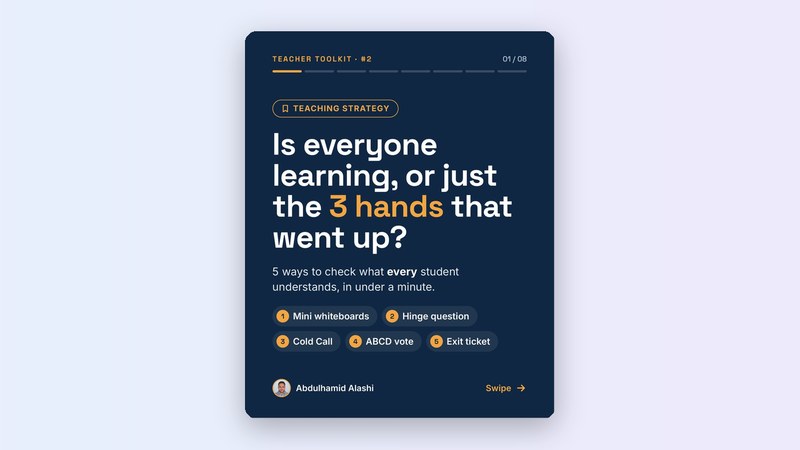 TEACHER TOOLKIT · #2
01 / 08
TEACHING STRATEGY
Is everyone
learning, or just
the 3 hands that
went up?
5 ways to check what every student
understands, in under a minute.
1 Mini whiteboards
2 Hinge question
3 Cold Call
4 ABCD vote
5 Exit ticket
Abdulhamid Alashi
Swipe →